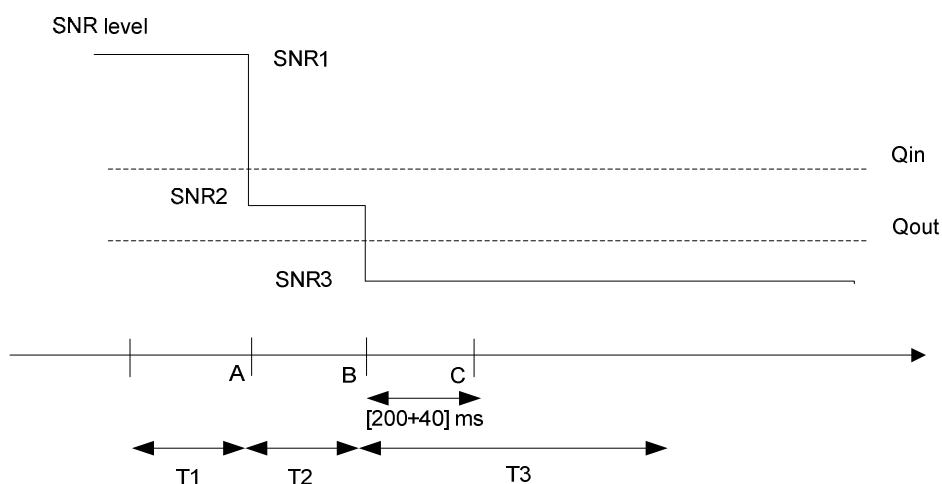 SNR level
SNR1
Qin
SNR2
Qout
SNR3
A
B
C
[200+40] ms
T1
T2
T3